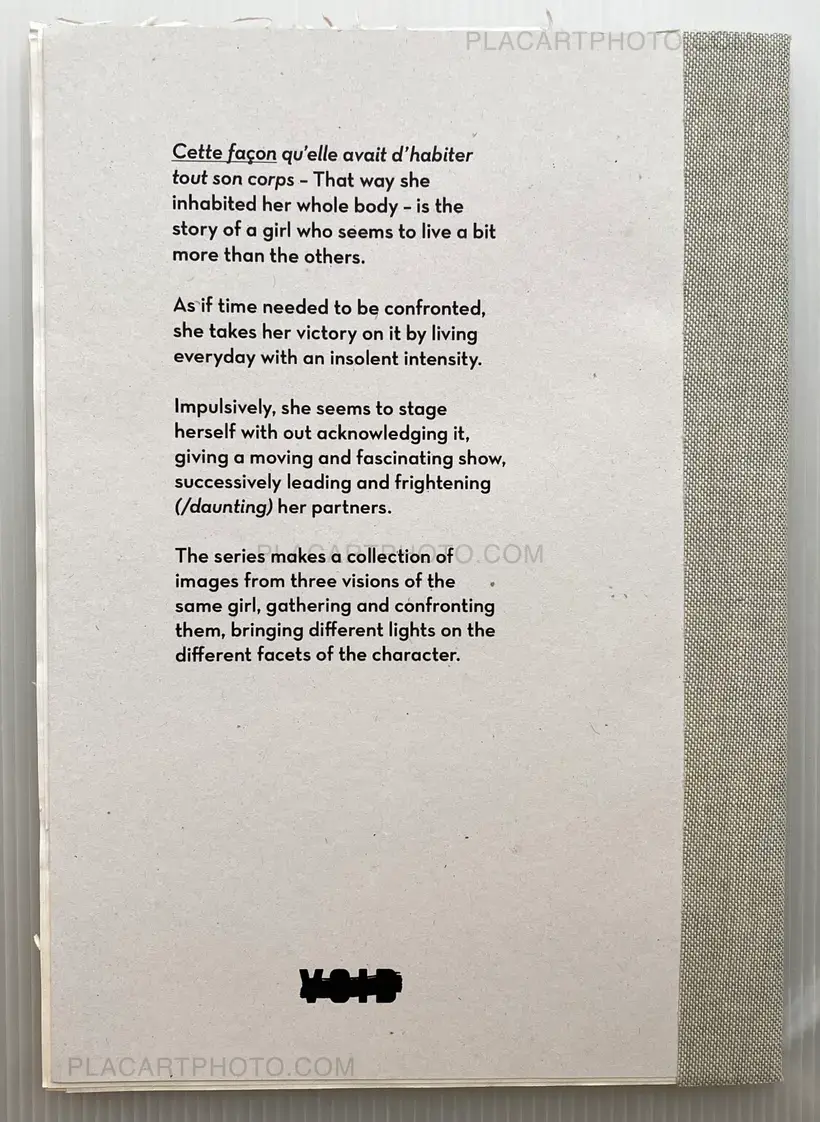 PLACARTPHOTO.COM
Cette façon qu'elle avait d'habiter
tout son corps – That way she
inhabited her whole body – is the
story of a girl who seems to live a bit
more than the others.
As if time needed to be confronted,
she takes her victory on it by living
everyday with an insolent intensity.
Impulsively, she seems to stage
herself with out acknowledging it,
giving a moving and fascinating show,
successively leading and frightening
(/daunting) her partners.
PLACARTPHOTO.COM
The series makes a collection of
images from three visions of the
same girl, gathering and confronting
them, bringing different lights on the
different facets of the character.
VOID
PLACARTPHOTO.COM